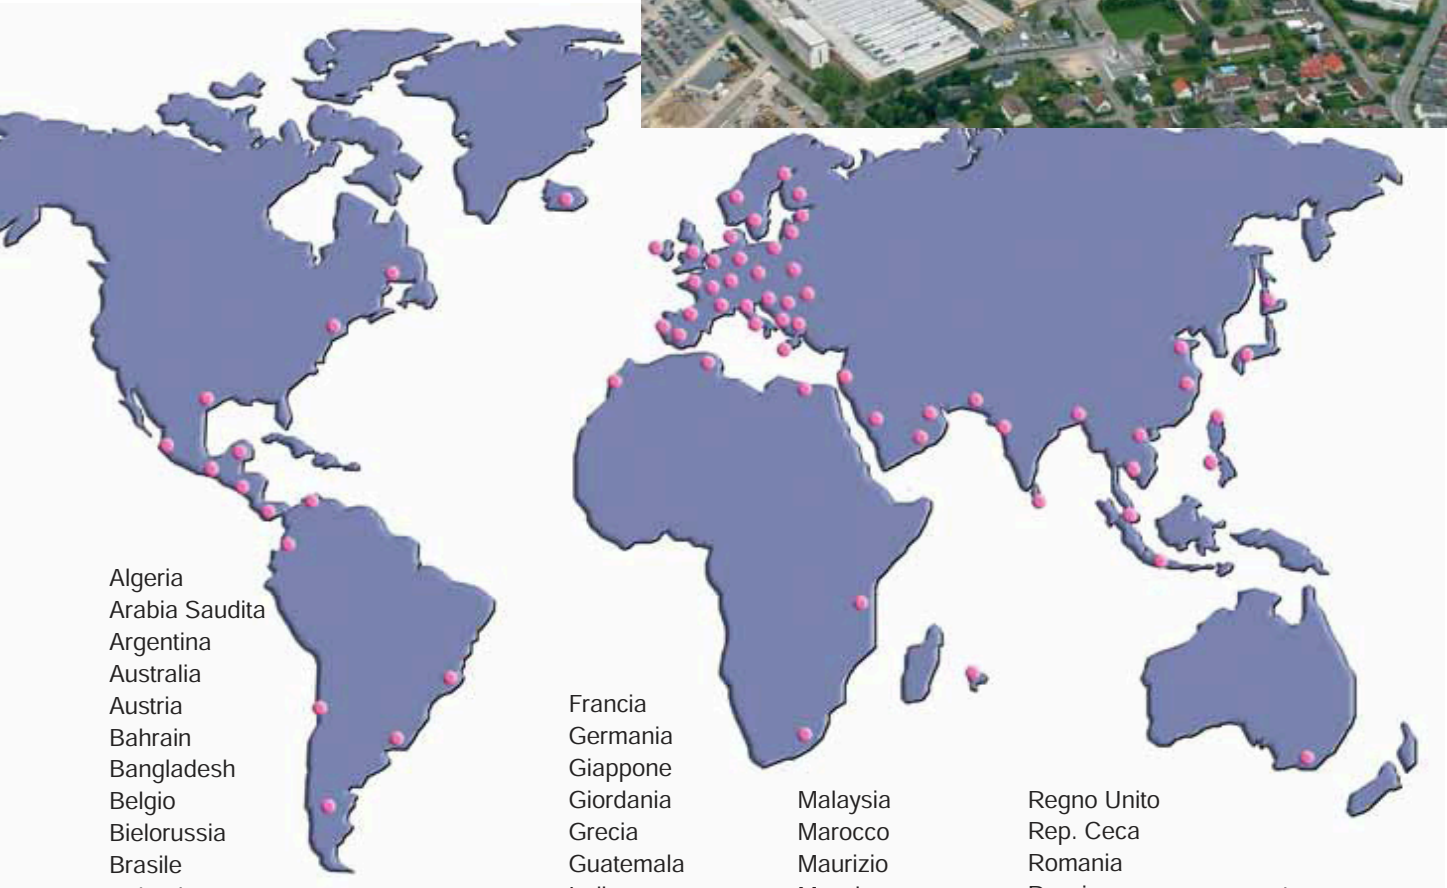 Algeria
Arabia Saudita
Argentina
Australia
Austria
Bahrain
Bangladesh
Belgio
Bielorussia
Brasile
Francia
Germania
Giappone
Giordania
Grecia
Guatemala
Malaysia
Marocco
Maurizio
Regno Unito
Rep. Ceca
Romania